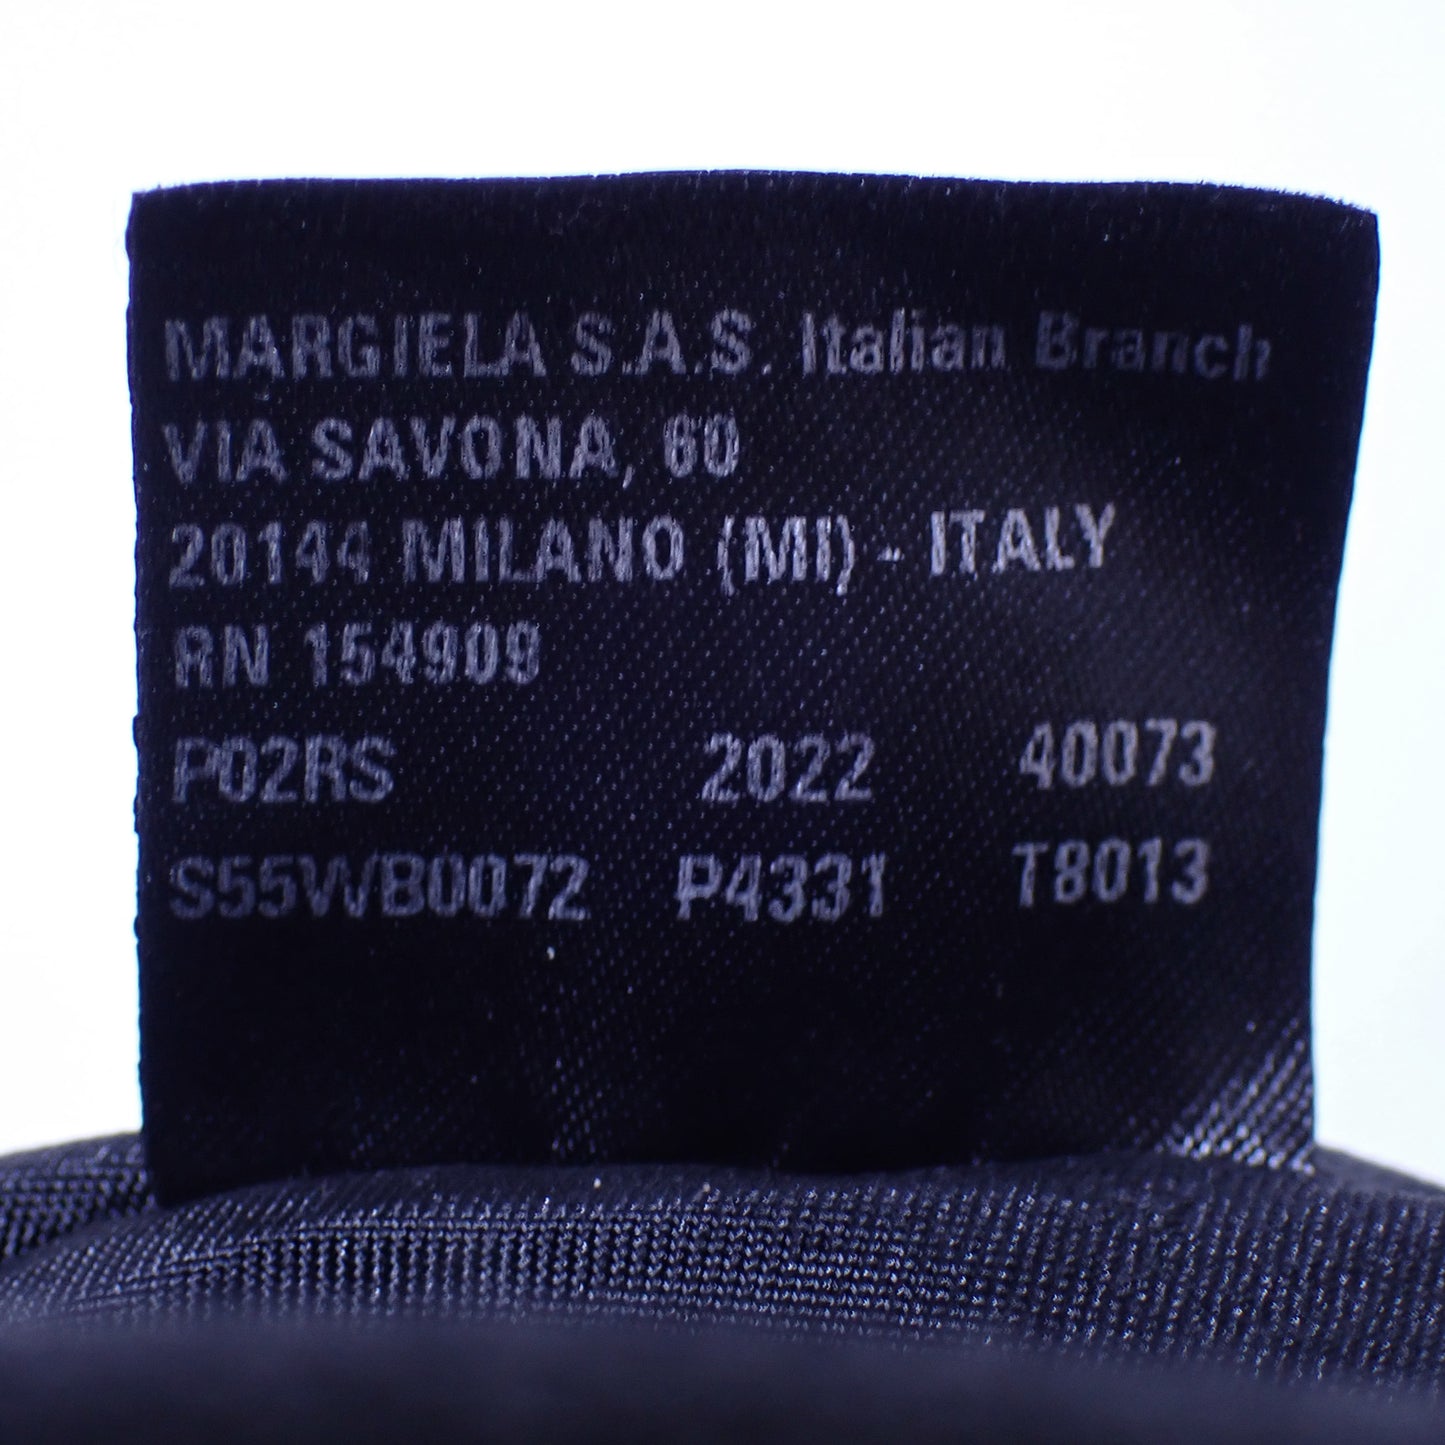 MARGIELA S.A.S. Italian Branch
VIA SAVONA, 60
20144 MILANO (MI) - ITALY
RN 154909
P02RS 2022 40073
S55WB0072 P4331 T8013